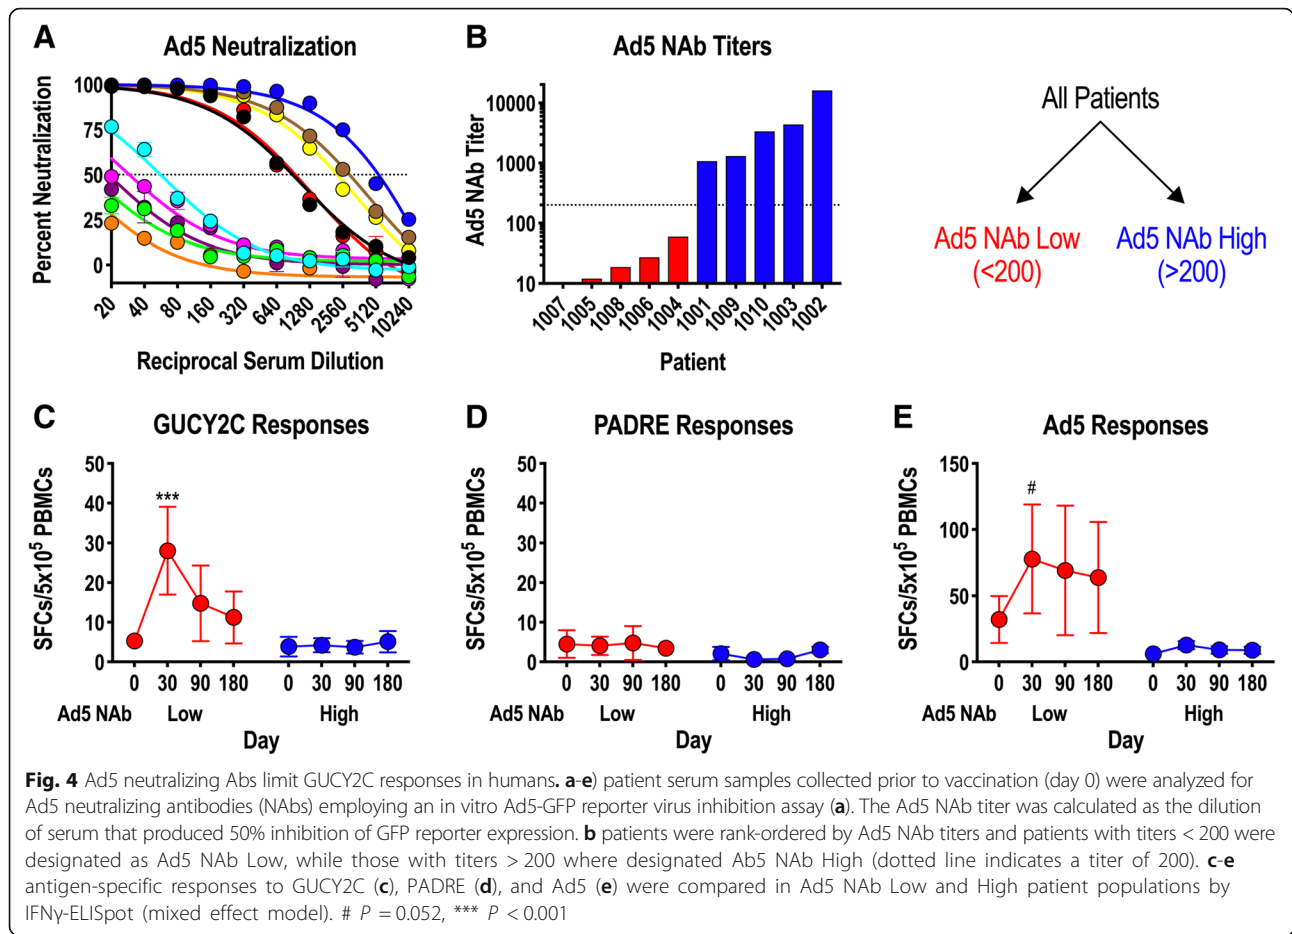 A
Ad5 Neutralization
Percent Neutralization
100
75
50
25
0
20
40
80
160
320
640
1280
2560
5120
10240
Reciprocal Serum Dilution
B
Ad5 NAb Titers
Ad5 NAb Titer
10000
1000
100
10
1007
1005
1008
1006
1004
1001
1009
1010
1003
1002
Patient
All Patients
Ad5 NAb Low
(<200)
Ad5 NAb High
(>200)
C
GUCY2C Responses
SFCs/5x10⁵ PBMCs
50
40
30
20
10
0
***
0 30 90 180 0 30 90 180
Ad5 NAb Low High
Day
D
PADRE Responses
SFCs/5x10⁵ PBMCs
50
40
30
20
10
0
0 30 90 180 0 30 90 180
Ad5 NAb Low High
Day
E
Ad5 Responses
SFCs/5x10⁵ PBMCs
150
100
50
0
#
0 30 90 180 0 30 90 180
Ad5 NAb Low High
Day
Fig. 4 Ad5 neutralizing Abs limit GUCY2C responses in humans. a-e) patient serum samples collected prior to vaccination (day 0) were analyzed for
Ad5 neutralizing antibodies (NAbs) employing an in vitro Ad5-GFP reporter virus inhibition assay (a). The Ad5 NAb titer was calculated as the dilution
of serum that produced 50% inhibition of GFP reporter expression. b patients were rank-ordered by Ad5 NAb titers and patients with titers < 200 were
designated as Ad5 NAb Low, while those with titers > 200 where designated Ab5 NAb High (dotted line indicates a titer of 200). c-e
antigen-specific responses to GUCY2C (c), PADRE (d), and Ad5 (e) were compared in Ad5 NAb Low and High patient populations by
IFNγ-ELISpot (mixed effect model). # P = 0.052, *** P < 0.001